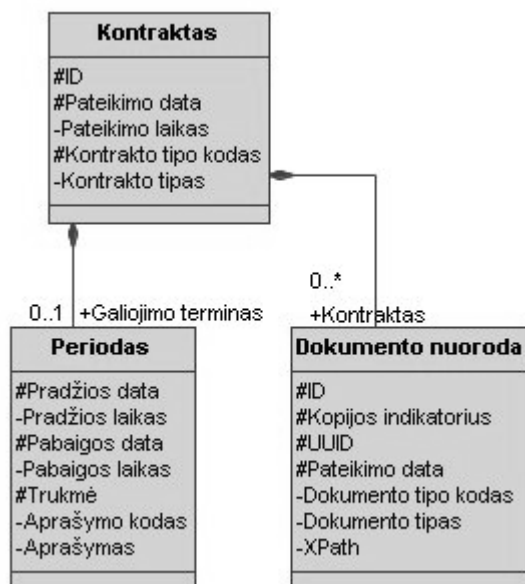 Kontraktas
#ID
#Pateikimo data
-Pateikimo laikas
#Kontrakto tipo kodas
-Kontrakto tipas
0..1 +Galiojimo terminas
0..*
+Kontraktas
Periodas
#Pradžios data
-Pradžios laikas
#Pabaigos data
-Pabaigos laikas
#Trukmė
-Aprašymo kodas
-Aprašymas
Dokumento nuoroda
#ID
#Kopijos indikatorius
#UUID
#Pateikimo data
-Dokumento tipo kodas
-Dokumento tipas
-XPath